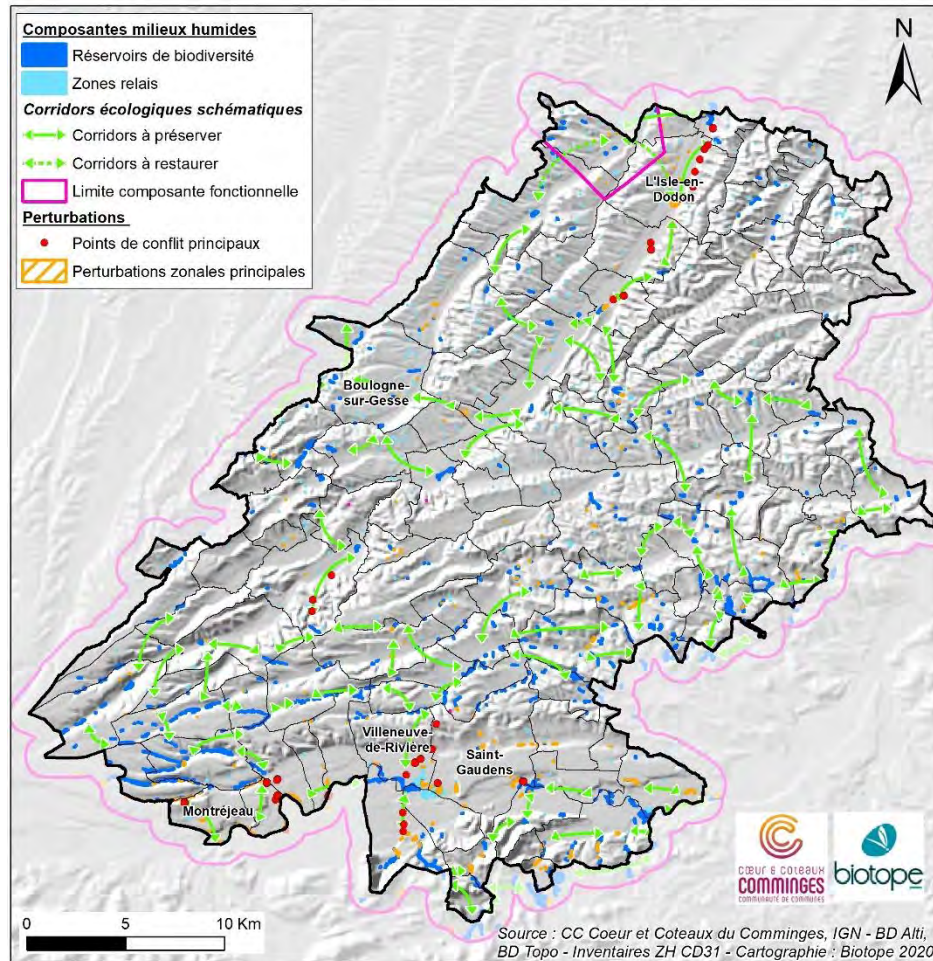 Composantes milieux humides
Réservoirs de biodiversité
Zones relais
Corridors écologiques schématiques
Corridors à préserver
Corridors à restaurer
Limite composante fonctionnelle
Perturbations
Points de conflit principaux
Perturbations zonales principales
N
L'Isle-en-
Dodon
Boulogne-
sur-Gesse
Villeneuve-
de-Rivière
Saint-
Gaudens
Montréjeau
CŒUR & COTEAUX
COMMINGES
COMMUNAUTÉ DE COMMUNES
biotope
0 5 10 Km
Source : CC Coeur et Coteaux du Comminges, IGN - BD Alti,
BD Topo - Inventaires ZH CD31 - Cartographie : Biotope 2020